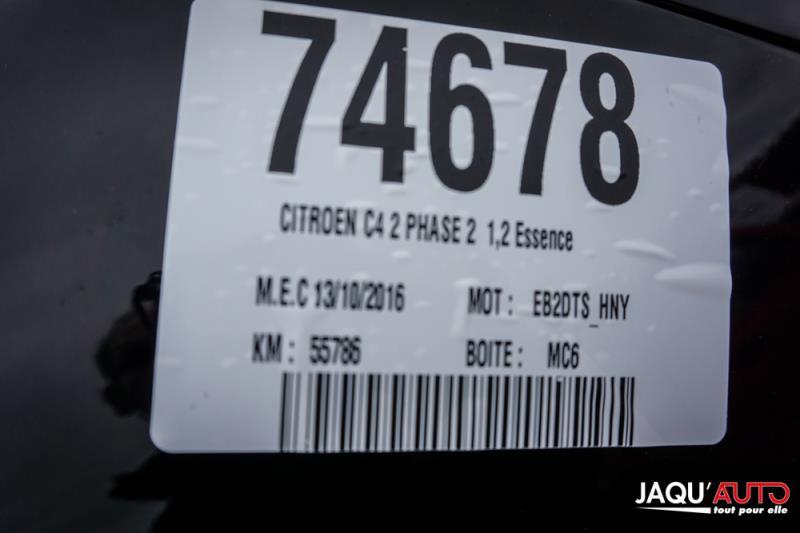 74678
CITROEN C4 2 PHASE 2 1,2 Essence
M.E.C 13/10/2016 MOT : EB2DTS_HNY
KM : 55786 BOITE : MC6
JAQU'AUTO
tout pour elle